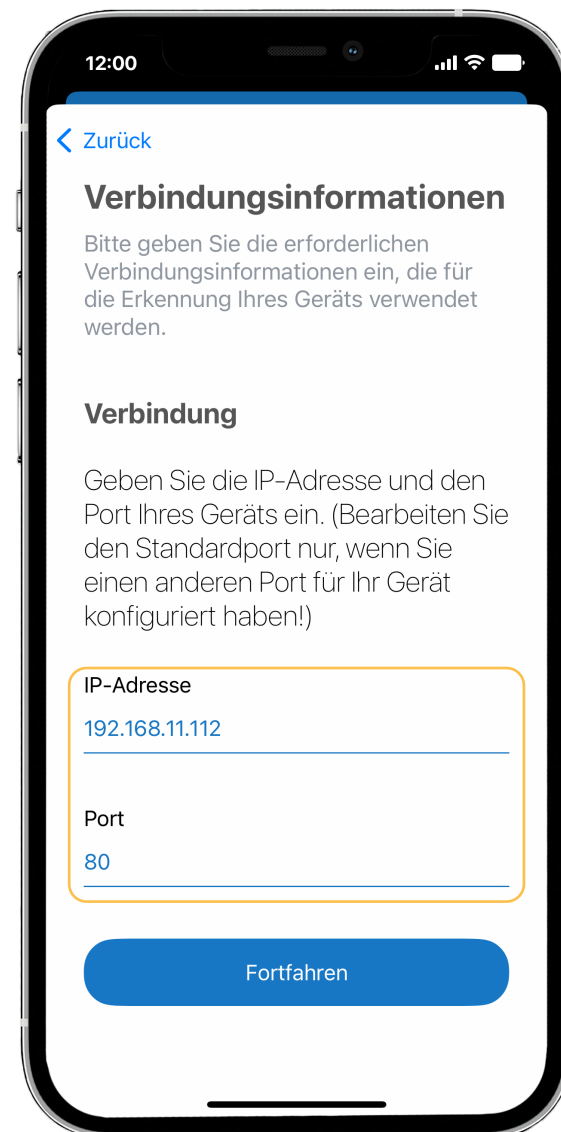 12:00
Zurück
Verbindungsinformationen
Bitte geben Sie die erforderlichen
Verbindungsinformationen ein, die für
die Erkennung Ihres Geräts verwendet
werden.
Verbindung
Geben Sie die IP-Adresse und den
Port Ihres Geräts ein. (Bearbeiten Sie
den Standardport nur, wenn Sie
einen anderen Port für Ihr Gerät
konfiguriert haben!)
IP-Adresse
192.168.11.112
Port
80
Fortfahren